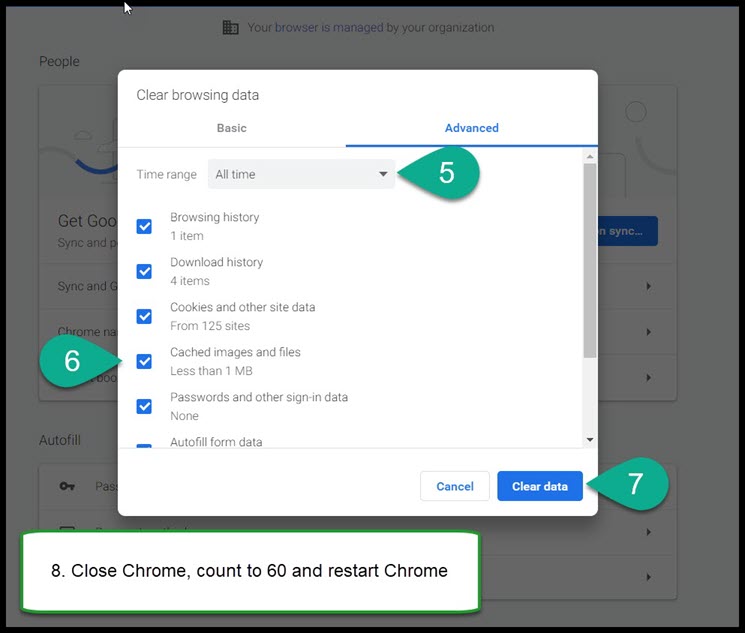 Your browser is managed by your organization
People
Clear browsing data
Basic
Advanced
Time range
All time
5
Browsing history
1 item
Get Goo
n sync...
Sync and p
Download history
4 items
Sync and G
Cookies and other site data
From 125 sites
Chrome na
Cached images and files
6
Less than 1 MB
boo
Passwords and other sign-in data
None
Autofill
Autofill form data
Cancel
Clear data
7
Pas
8. Close Chrome, count to 60 and restart Chrome